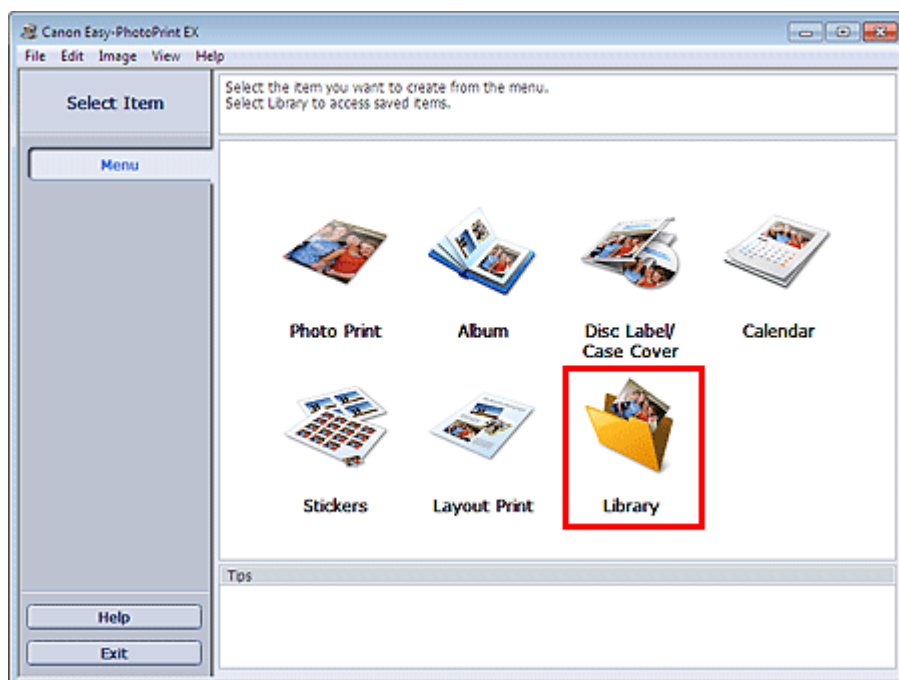 Canon Easy-PhotoPrint EX
File Edit Image View Help
Select Item
Select the item you want to create from the menu.
Select Library to access saved items.
Menu
Photo Print
Album
Disc Label/
Case Cover
Calendar
Stickers
Layout Print
Library
Tips
Help
Exit